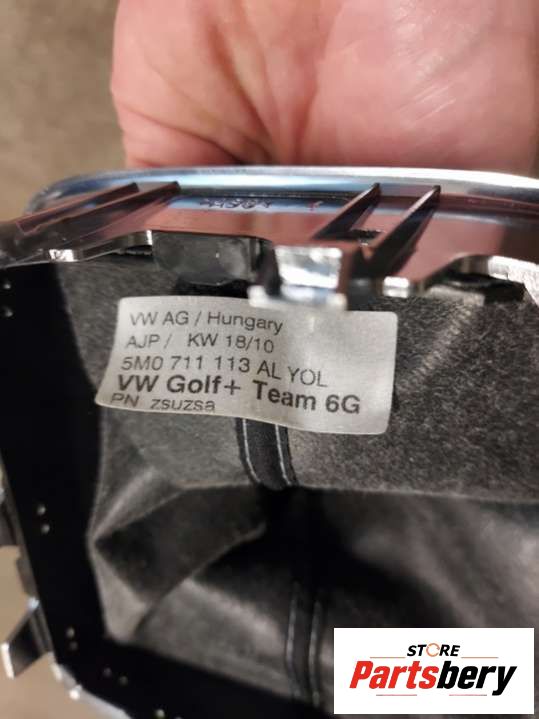 VW AG / Hungary
AJP / KW 18/10
5M0 711 113 AL YOL
VW Golf+ Team 6G
PN zsuzsa
STORE
Partsbery